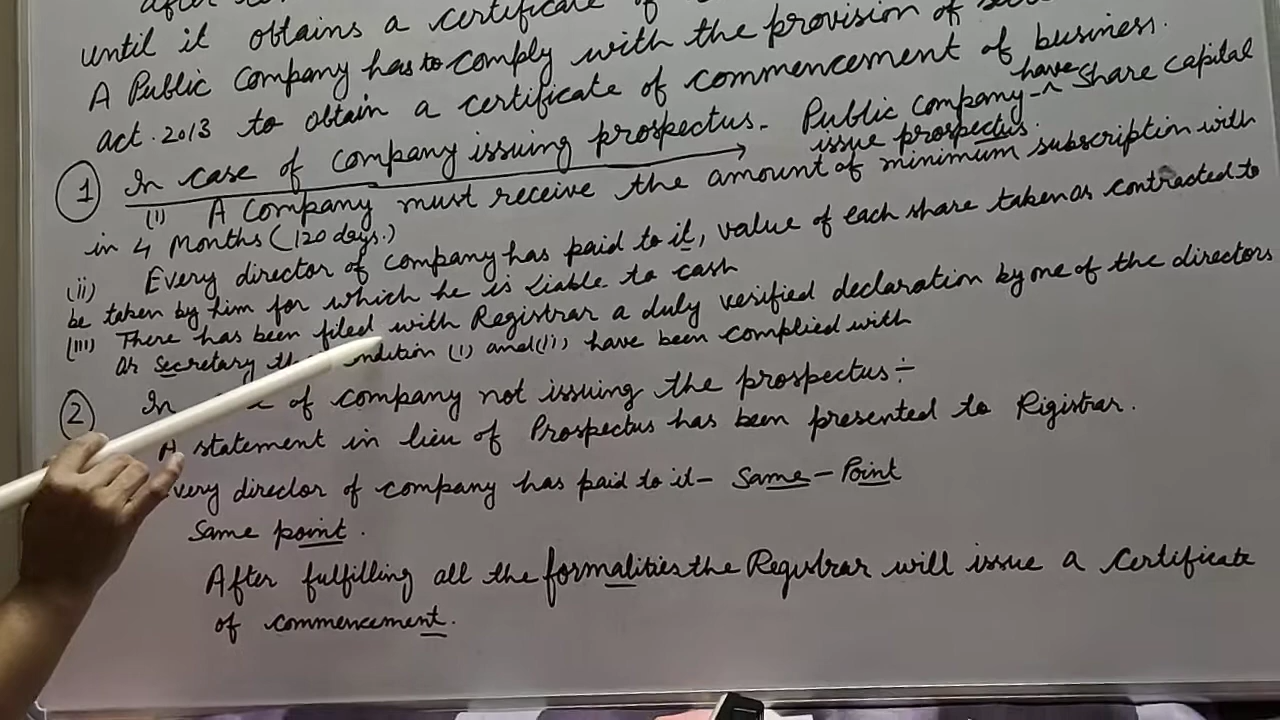 until it obtains a certificate of
A Public Company has to comply with the provision of
act. 2013 to obtain a certificate of commencement of business.
① In case of company issuing prospectus. Public company - have share capital
issue prospectus.
(i) A Company must receive the amount of minimum subscription with
in 4 Months (120 days.)
(ii) Every director of company has paid to it, value of each share taken or contracted to
be taken by him for which he is liable to cash
(iii) There has been filed with Registrar a duly verified declaration by one of the directors
or Secretary condition (i) and (ii) have been complied with
② In of company not issuing the prospectus :-
A statement in lieu of Prospectus has been presented to Rigistrar.
very director of company has paid to it - Same - Point
Same point.
After fulfilling all the formalities the Registrar will issue a Certificate
of commencement.